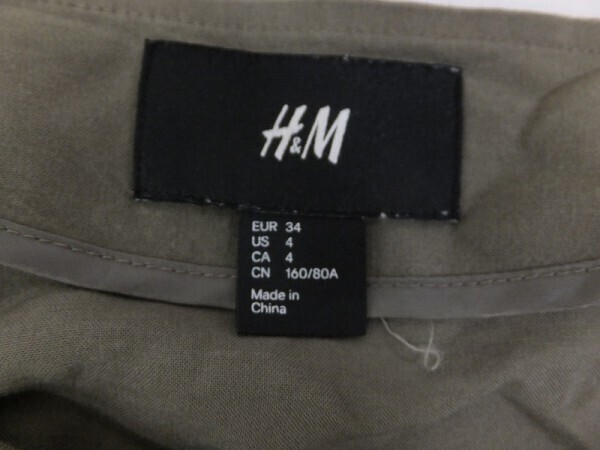 H&M
EUR 34
US 4
CA 4
CN 160/80A
Made in
China